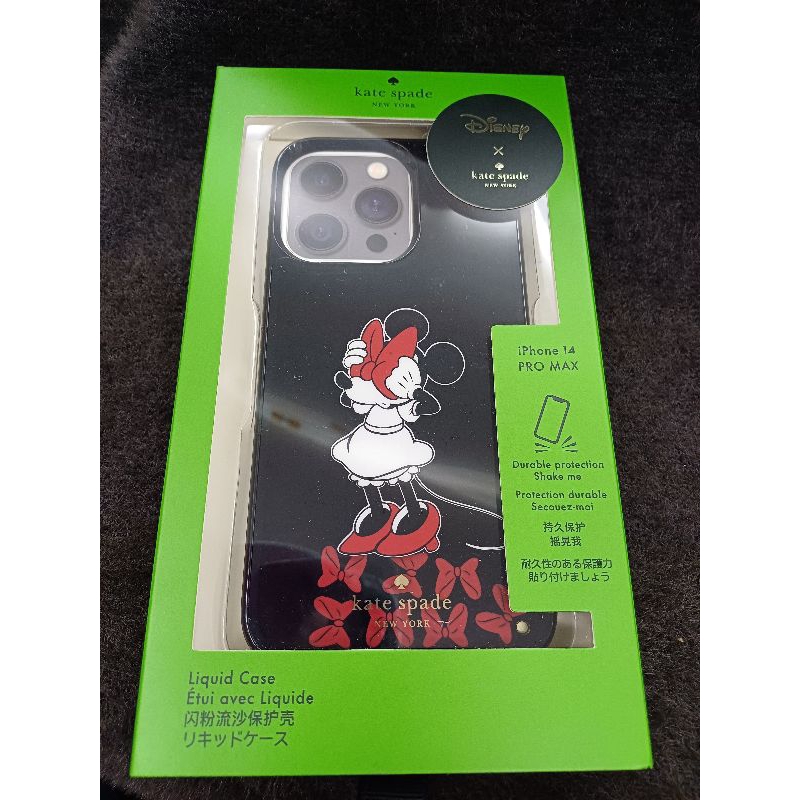 kate spade
NEW YORK
Disney
×
kate spade
NEW YORK
iPhone 14
PRO MAX
Durable protection
Shake me
Protection durable
Secouez-moi
持久保护
摇晃我
耐久性のある保護力
貼り付けましょう
kate spade
NEW YORK
Liquid Case
Étui avec Liquide
闪粉流沙保护壳
リキッドケース